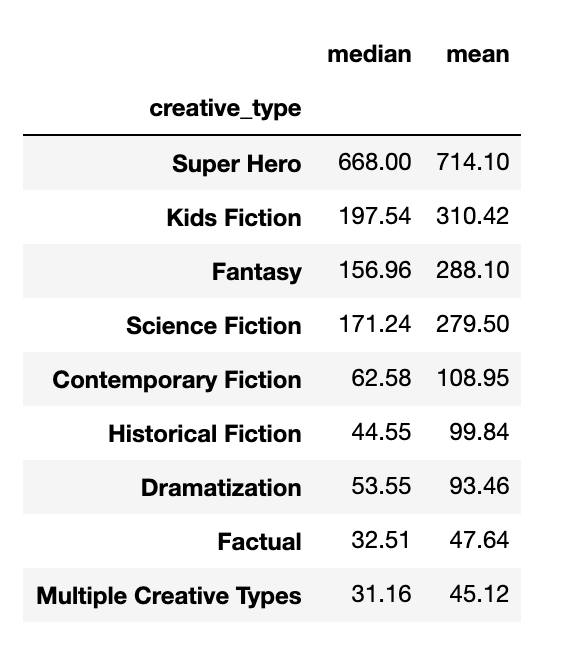 median mean
creative_type
Super Hero 668.00 714.10
Kids Fiction 197.54 310.42
Fantasy 156.96 288.10
Science Fiction 171.24 279.50
Contemporary Fiction 62.58 108.95
Historical Fiction 44.55 99.84
Dramatization 53.55 93.46
Factual 32.51 47.64
Multiple Creative Types 31.16 45.12